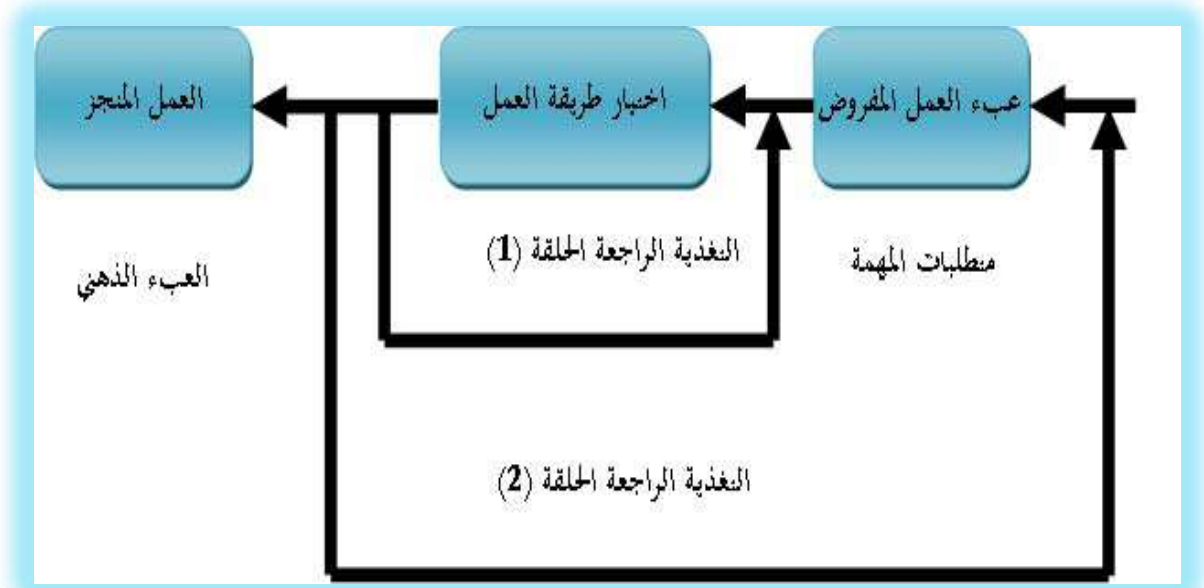 عبء العمل المفروض
اختيار طريقة العمل
العمل المنجز
متطلبات المهمة
التغذية الراجعة الحلقة (1)
العبء الذهني
التغذية الراجعة الحلقة (2)